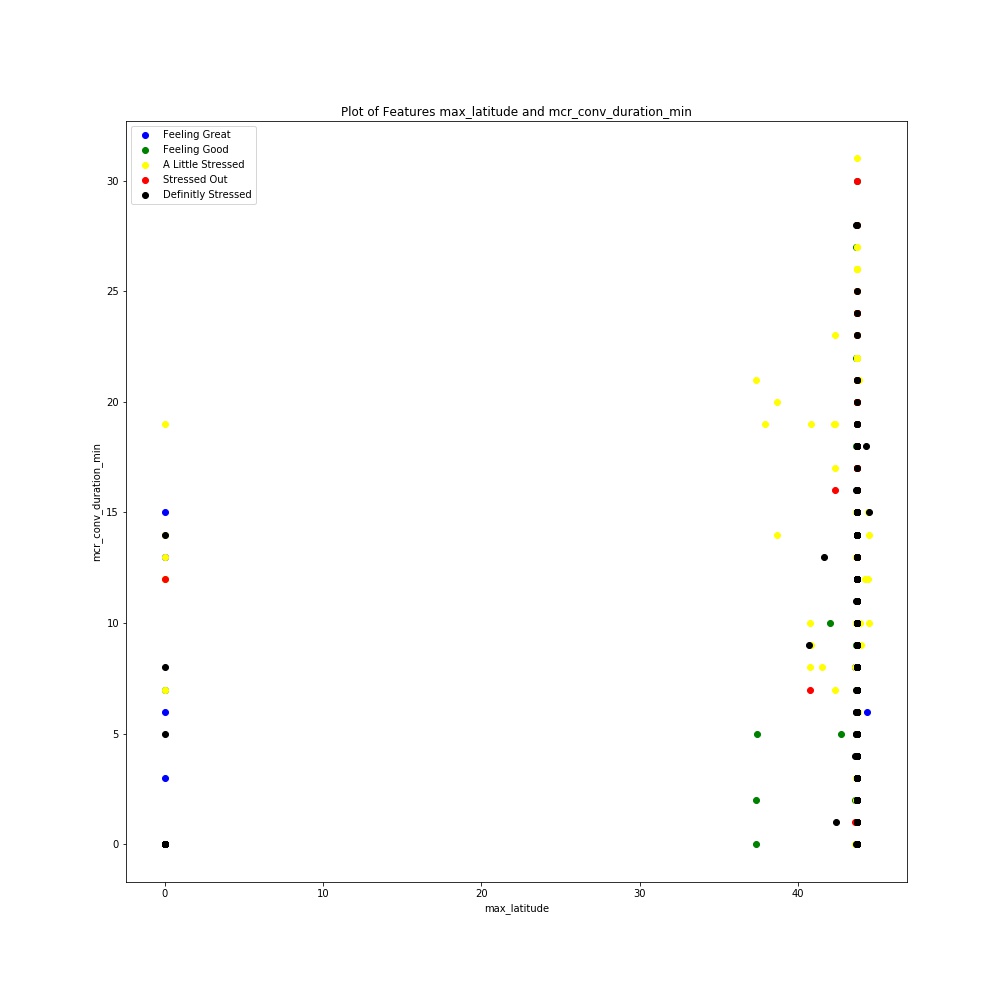 Plot of Features max_latitude and mcr_conv_duration_min
Feeling Great
Feeling Good
A Little Stressed
Stressed Out
Definitly Stressed
mcr_conv_duration_min
30
25
20
15
10
5
0
0 10 20 30 40
max_latitude